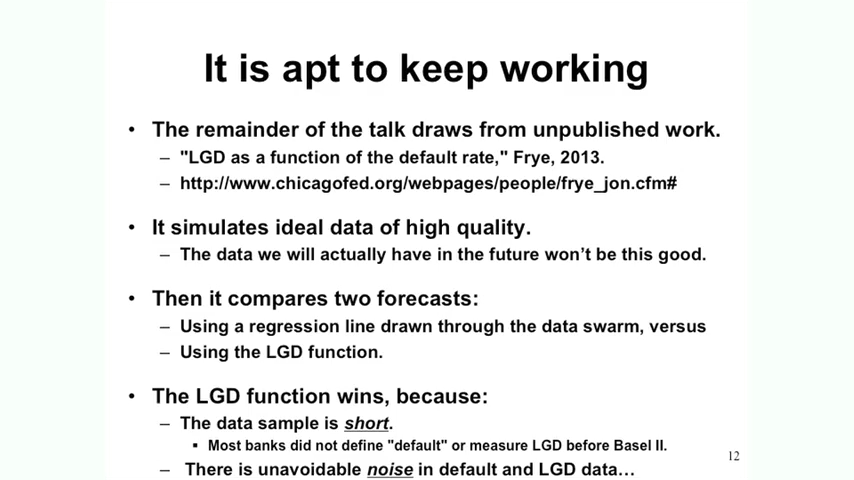 It is apt to keep working
• The remainder of the talk draws from unpublished work.
– "LGD as a function of the default rate," Frye, 2013.
– http://www.chicagofed.org/webpages/people/frye_jon.cfm#
• It simulates ideal data of high quality.
– The data we will actually have in the future won't be this good.
• Then it compares two forecasts:
– Using a regression line drawn through the data swarm, versus
– Using the LGD function.
• The LGD function wins, because:
– The data sample is short.
▪ Most banks did not define "default" or measure LGD before Basel II.
– There is unavoidable noise in default and LGD data…
12